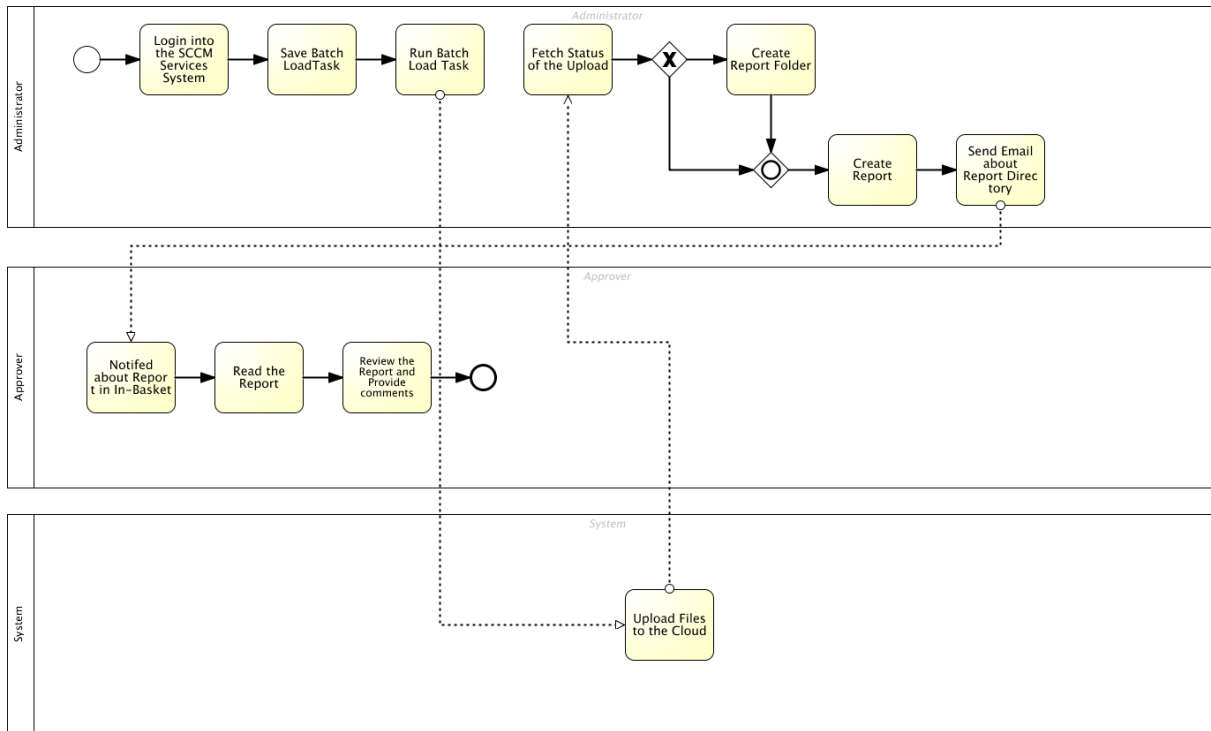 Administrator
Administrator
Login into
the SCCM
Services
System
Save Batch
LoadTask
Run Batch
Load Task
Fetch Status
of the Upload
X
Create
Report Folder
Create
Report
Send Email
about
Report Direc
tory
Approver
Approver
Notifed
about Repor
t in In-Basket
Read the
Report
Review the
Report and
Provide
comments
System
System
Upload Files
to the Cloud